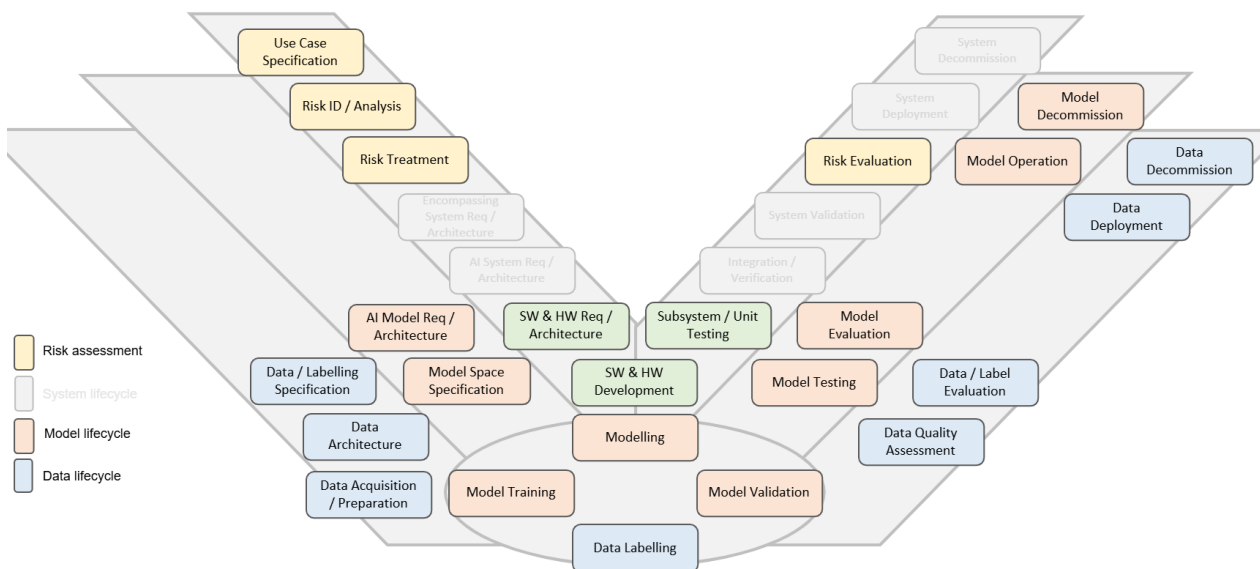 Use Case
Specification
System
Decommission
Risk ID / Analysis
System
Deployment
Model
Decommission
Risk Treatment
Risk Evaluation
Model Operation
Data
Decommission
Encompassing
System Req /
Architecture
System Validation
Data
Deployment
AI System Req /
Architecture
Integration /
Verification
AI Model Req /
Architecture
SW & HW Req /
Architecture
Subsystem / Unit
Testing
Model
Evaluation
Data / Labelling
Specification
Model Space
Specification
SW & HW
Development
Model Testing
Data / Label
Evaluation
Data
Architecture
Modelling
Data Quality
Assessment
Data Acquisition
/ Preparation
Model Training
Model Validation
Data Labelling
Risk assessment
System lifecycle
Model lifecycle
Data lifecycle